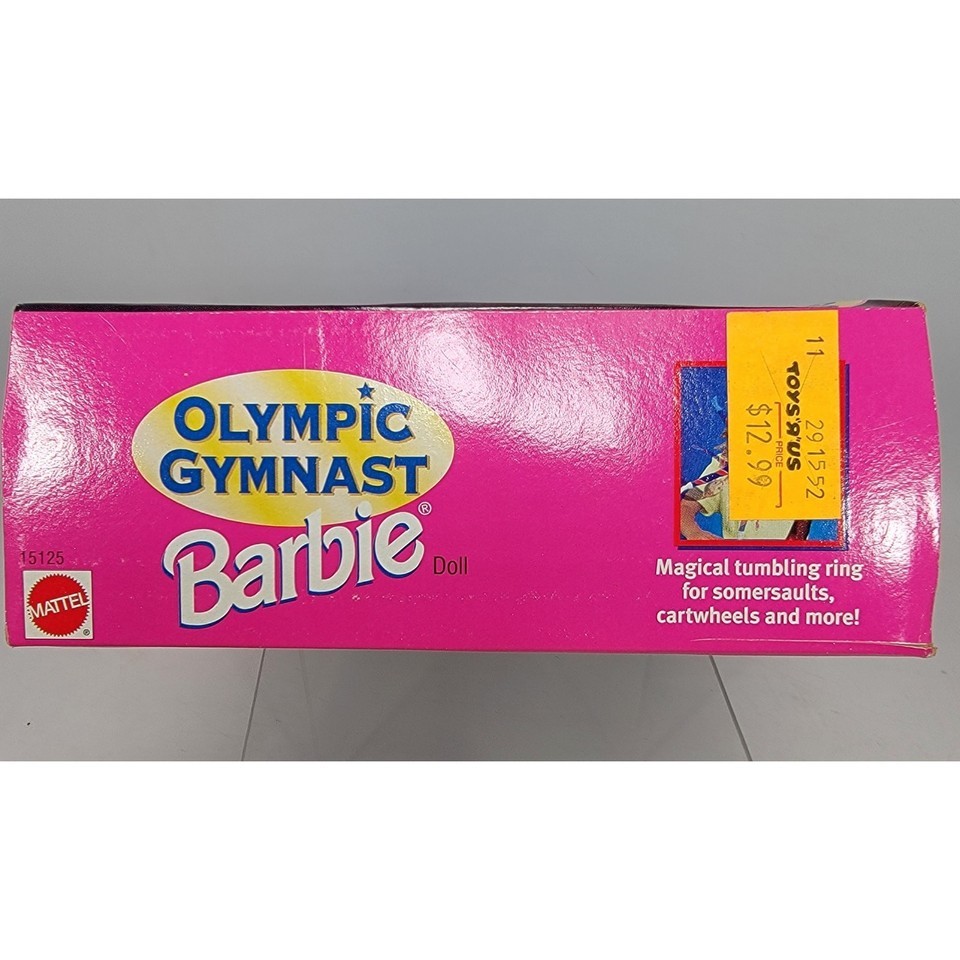 OLYMPIC
GYMNAST
Barbie® Doll
15125
MATTEL ®
11 291552
TOYS"R"US
PRICE
$12.99
Magical tumbling ring
for somersaults,
cartwheels and more!